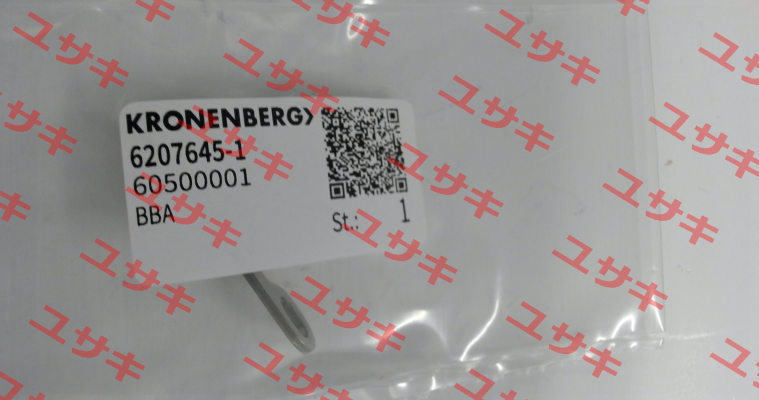 KRONENBERG
6207645-1
60500001
BBA
St.: 1
ユサキ